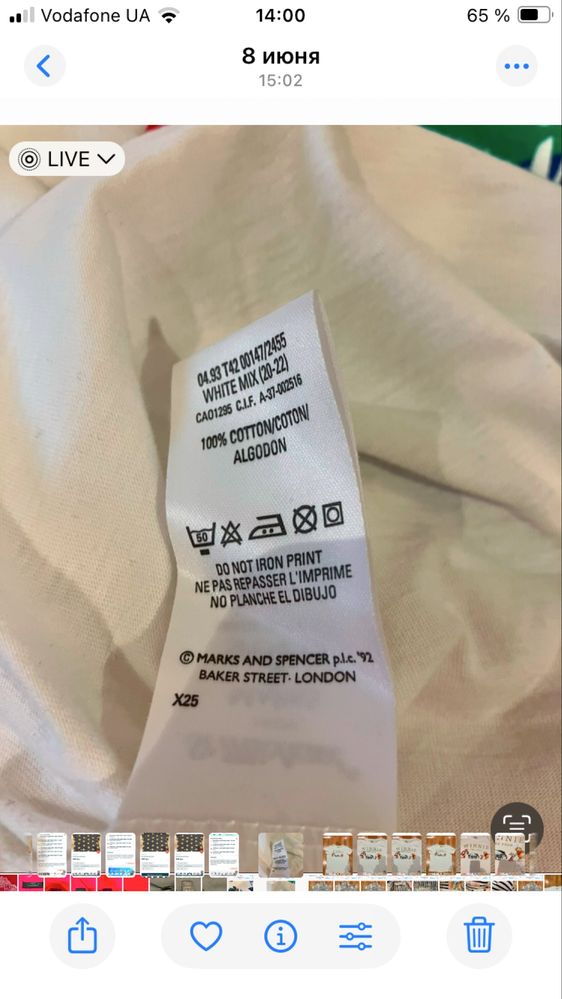 Vodafone UA
14:00
65 %
8 июня
15:02
LIVE
04.93 T42 00147/2455
WHITE MIX (20-22)
CA01295 C.I.F. A-37-002516
100% COTTON/COTON/
ALGODON
50
DO NOT IRON PRINT
NE PAS REPASSER L'IMPRIME
NO PLANCHE EL DIBUJO
© MARKS AND SPENCER p.l.c. '92
BAKER STREET· LONDON
X25